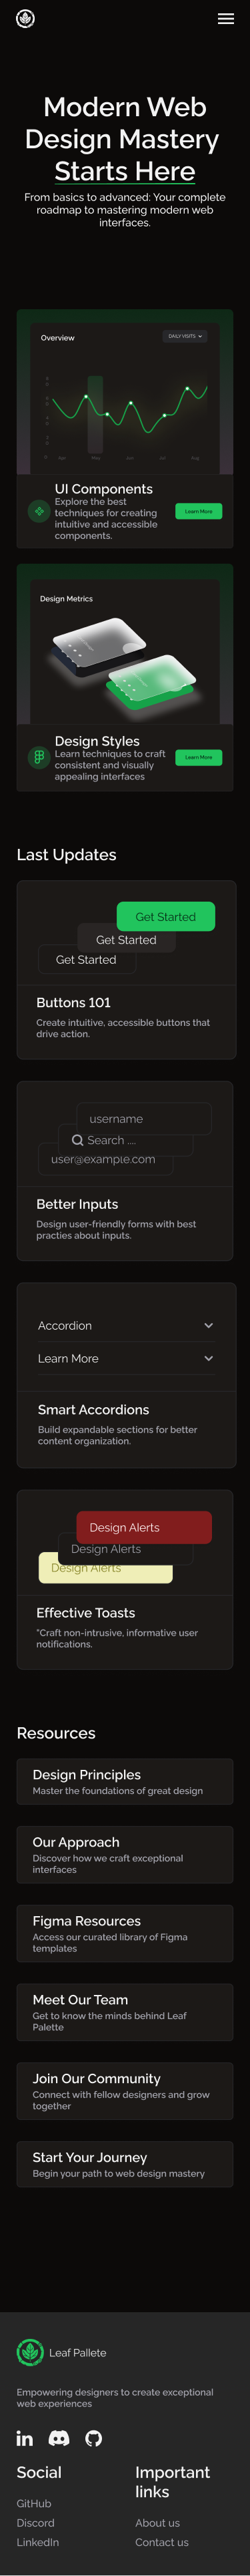 Modern Web
Design Mastery
Starts Here
From basics to advanced: Your complete
roadmap to mastering modern web
interfaces.
Overview
DAILY VISITS
Apr
May
Jun
Jul
Aug
UI Components
Explore the best
techniques for creating
intuitive and accessible
components.
Learn More
Design Metrics
Design Styles
Learn techniques to craft
consistent and visually
appealing interfaces
Learn More
Last Updates
Get Started
Get Started
Get Started
Buttons 101
Create intuitive, accessible buttons that
drive action.
username
Search ....
user@example.com
Better Inputs
Design user-friendly forms with best
practies about inputs.
Accordion
Learn More
Smart Accordions
Build expandable sections for better
content organization.
Design Alerts
Design Alerts
Design Alerts
Effective Toasts
"Craft non-intrusive, informative user
notifications.
Resources
Design Principles
Master the foundations of great design
Our Approach
Discover how we craft exceptional
interfaces
Figma Resources
Access our curated library of Figma
templates
Meet Our Team
Get to know the minds behind Leaf
Palette
Join Our Community
Connect with fellow designers and grow
together
Start Your Journey
Begin your path to web design mastery
Leaf Pallete
Empowering designers to create exceptional
web experiences
Social
GitHub
Discord
LinkedIn
Important
links
About us
Contact us